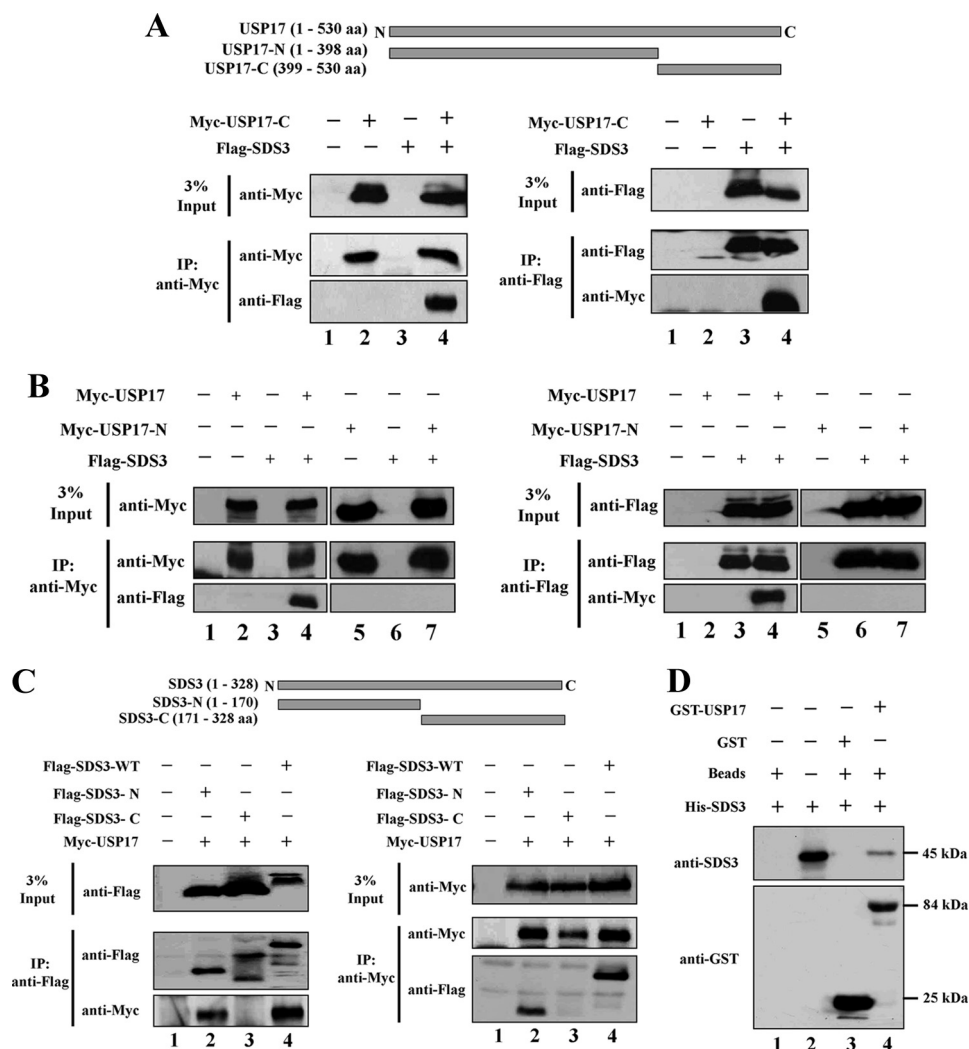 A
USP17 (1 - 530 aa) N C
USP17-N (1 - 398 aa)
USP17-C (399 - 530 aa)
Myc-USP17-C – + – +
Flag-SDS3 – – + +
3% Input anti-Myc
IP: anti-Myc anti-Myc
anti-Flag
1 2 3 4
Myc-USP17-C – + – +
Flag-SDS3 – – + +
3% Input anti-Flag
IP: anti-Flag anti-Flag
anti-Myc
1 2 3 4
B
Myc-USP17 – + – + – – –
Myc-USP17-N – – – – + – +
Flag-SDS3 – – + + – + +
3% Input anti-Myc
IP: anti-Myc anti-Myc
anti-Flag
1 2 3 4 5 6 7
Myc-USP17 – + – + – – –
Myc-USP17-N – – – – + – +
Flag-SDS3 – – + + – + +
3% Input anti-Flag
IP: anti-Flag anti-Flag
anti-Myc
1 2 3 4 5 6 7
C
SDS3 (1 - 328) N C
SDS3-N (1 - 170)
SDS3-C (171 - 328 aa)
Flag-SDS3-WT – – – +
Flag-SDS3- N – + – –
Flag-SDS3- C – – + –
Myc-USP17 – + + +
3% Input anti-Flag
IP: anti-Flag anti-Flag
anti-Myc
1 2 3 4
Flag-SDS3-WT – – – +
Flag-SDS3- N – + – –
Flag-SDS3- C – – + –
Myc-USP17 – + + +
3% Input anti-Myc
IP: anti-Myc anti-Myc
anti-Flag
1 2 3 4
D
GST-USP17 – – – +
GST – – + –
Beads + – + +
His-SDS3 + + + +
anti-SDS3 45 kDa
84 kDa
anti-GST
25 kDa
1 2 3 4